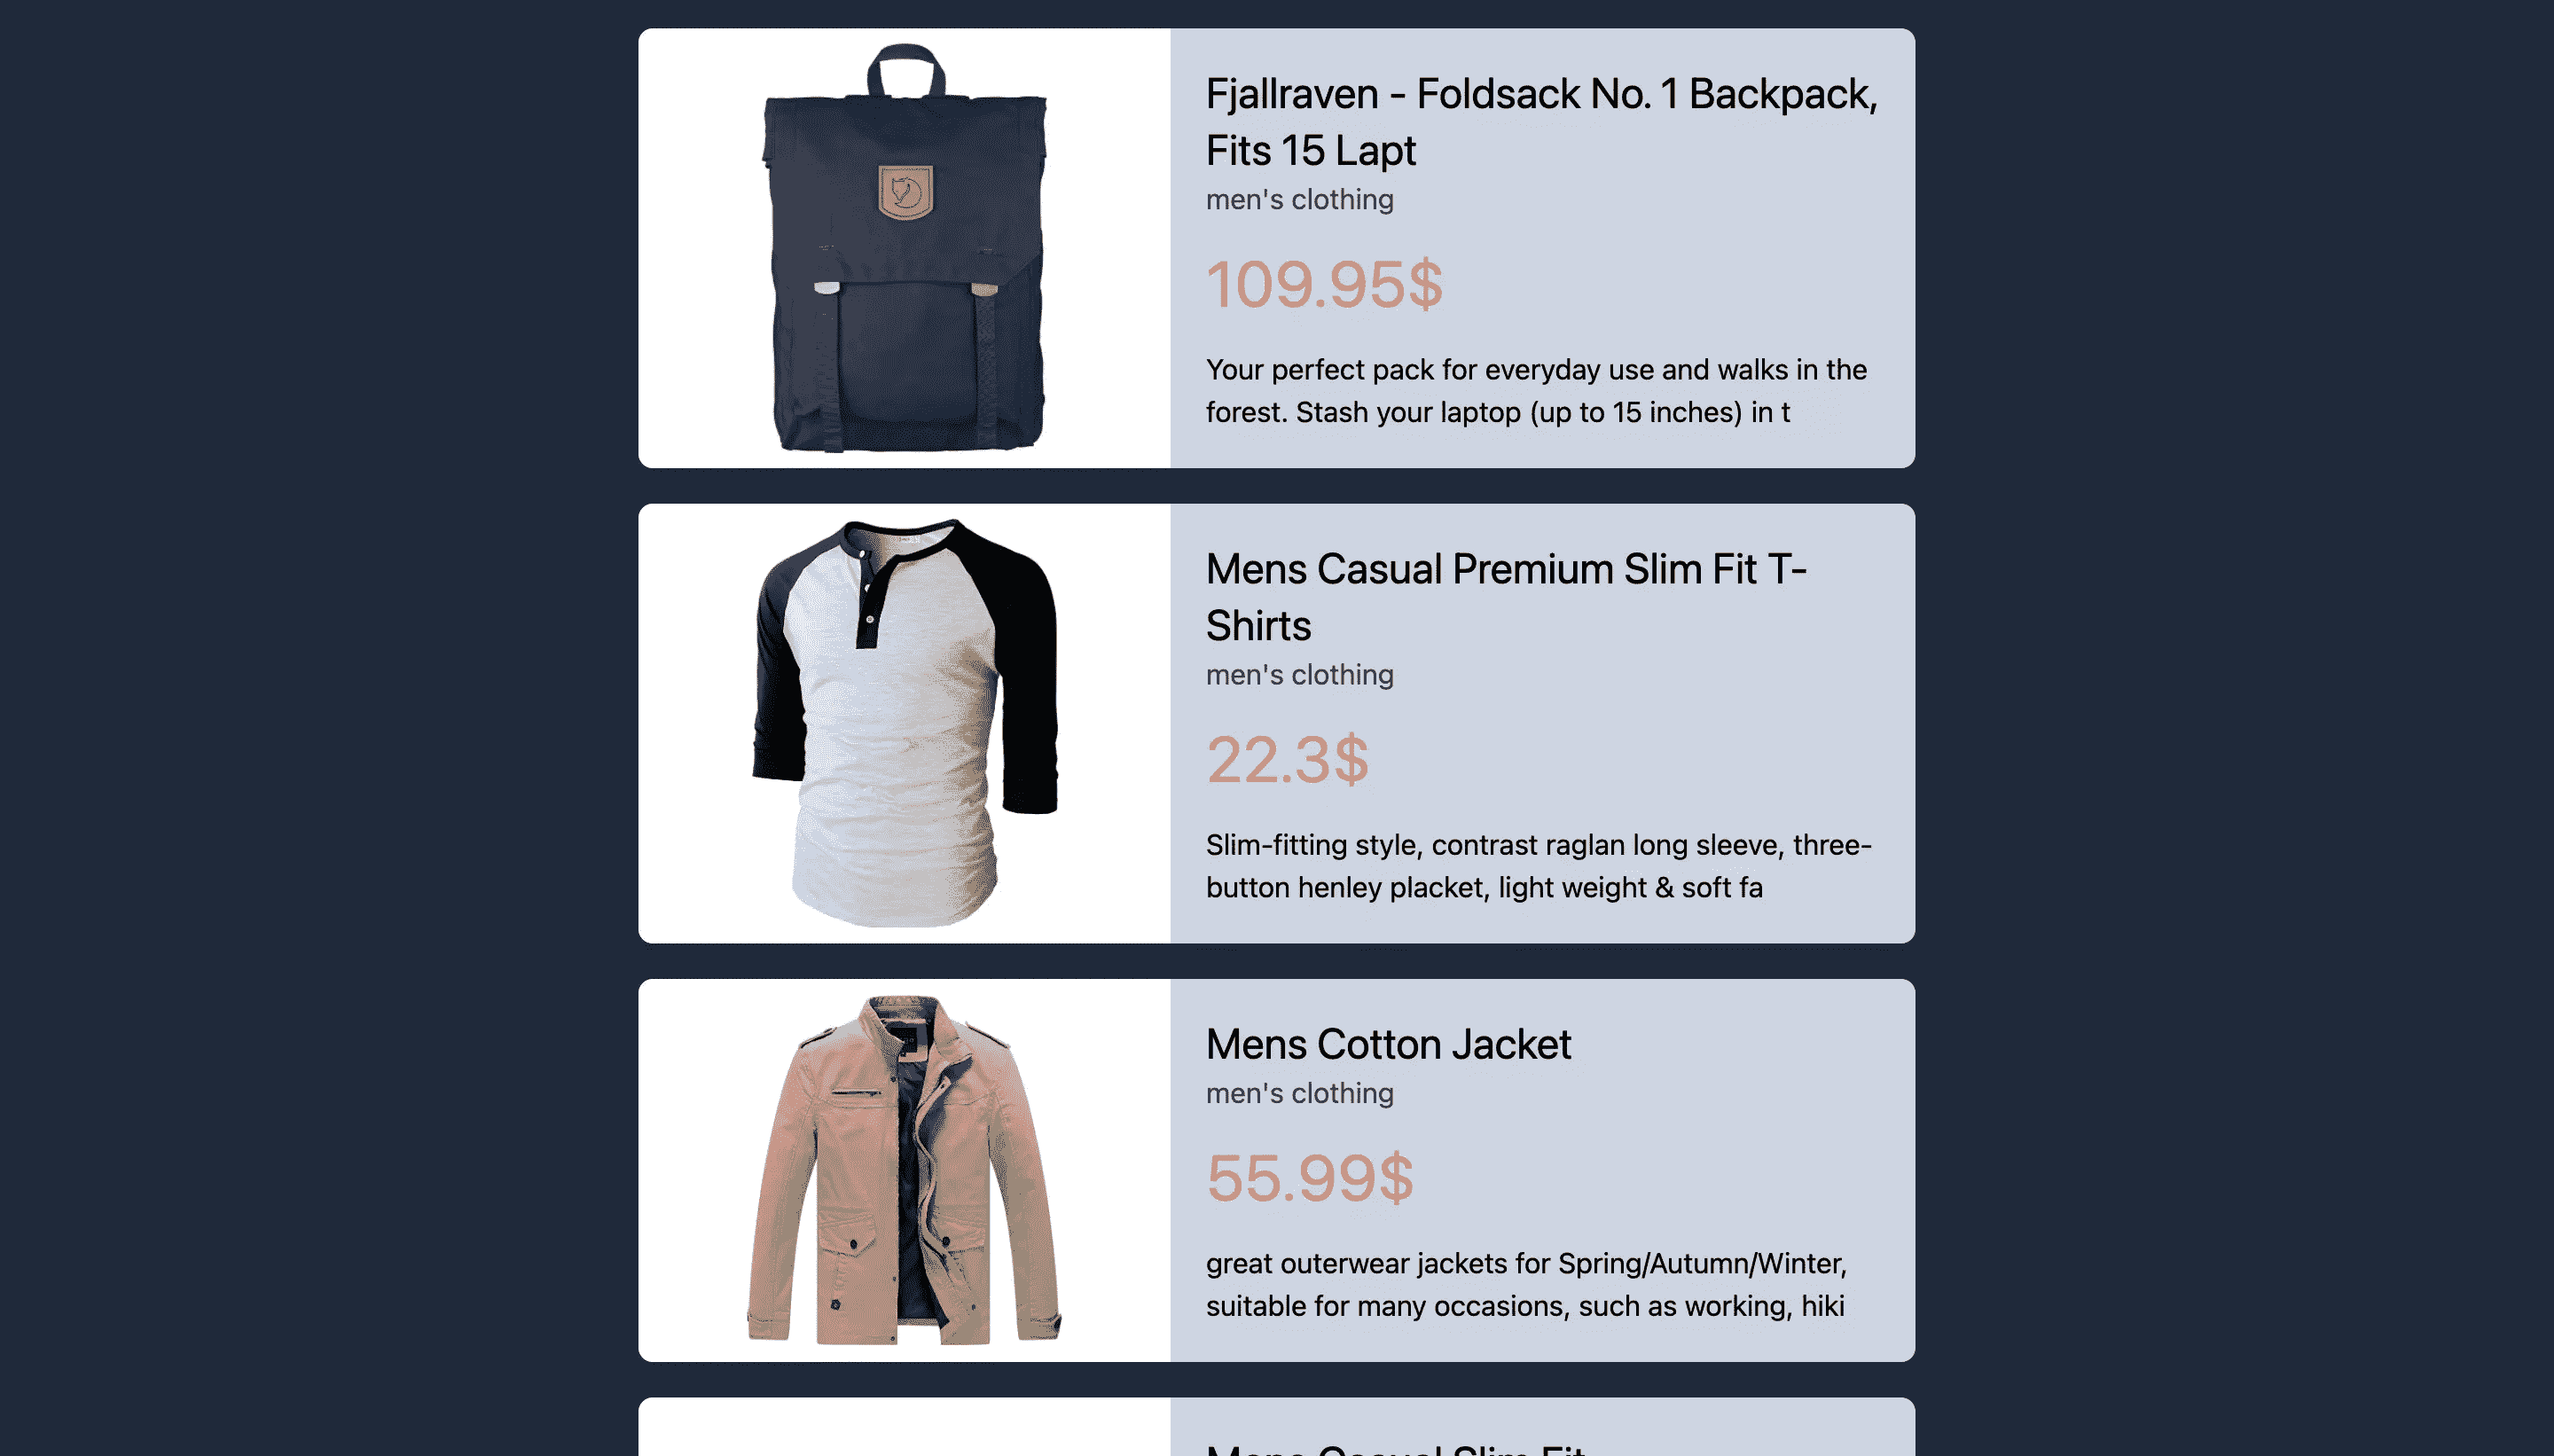 Fjallraven - Foldsack No. 1 Backpack,
Fits 15 Lapt
men's clothing
109.95$
Your perfect pack for everyday use and walks in the
forest. Stash your laptop (up to 15 inches) in t
Mens Casual Premium Slim Fit T-
Shirts
men's clothing
22.3$
Slim-fitting style, contrast raglan long sleeve, three-
button henley placket, light weight & soft fa
Mens Cotton Jacket
men's clothing
55.99$
great outerwear jackets for Spring/Autumn/Winter,
suitable for many occasions, such as working, hiki
Mens Casual Slim Fit